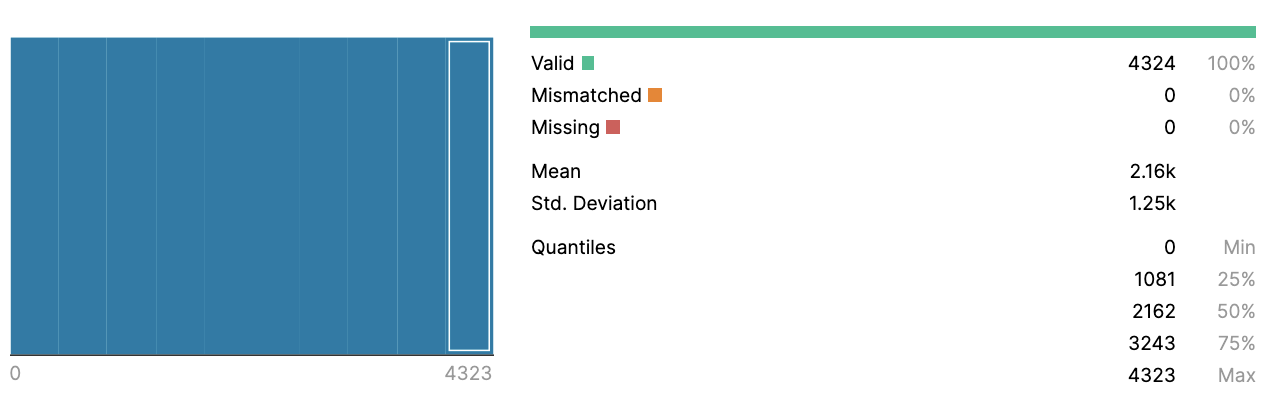 0 4323
Valid 4324 100%
Mismatched 0 0%
Missing 0 0%
Mean 2.16k
Std. Deviation 1.25k
Quantiles 0 Min
1081 25%
2162 50%
3243 75%
4323 Max